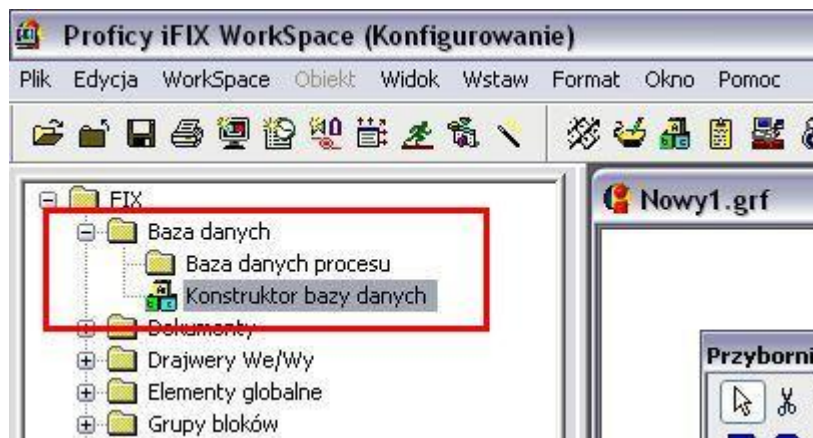 Proficy iFIX WorkSpace (Konfigurowanie)
Plik Edycja WorkSpace Obiekt Widok Wstaw Format Okno Pomoc
FIX
Nowy1.grf
Baza danych
Baza danych procesu
Konstruktor bazy danych
Dokumenty
Drajwery We/Wy
Przyborni
Elementy globalne
Grupy bloków